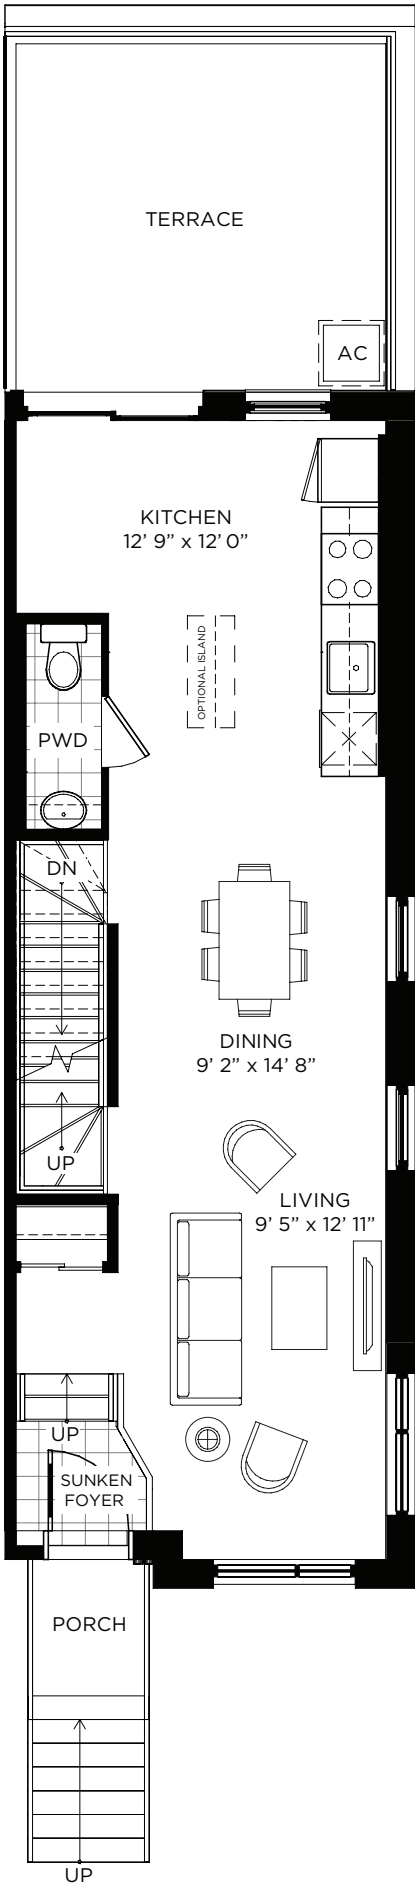 TERRACE
AC
KITCHEN
12' 9" x 12' 0"
OPTIONAL ISLAND
PWD
DN
DINING
9' 2" x 14' 8"
UP
LIVING
9' 5" x 12' 11"
UP
SUNKEN
FOYER
PORCH
UP